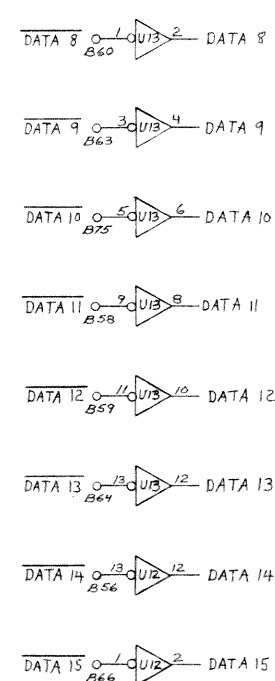 DATA 8 1 U13 2 DATA 8
B60
DATA 9 3 U13 4 DATA 9
B63
DATA 10 5 U13 6 DATA 10
B75
DATA 11 9 U13 8 DATA 11
B58
DATA 12 11 U13 10 DATA 12
B59
DATA 13 13 U13 12 DATA 13
B64
DATA 14 13 U12 12 DATA 14
B56
DATA 15 1 U12 2 DATA 15
B66